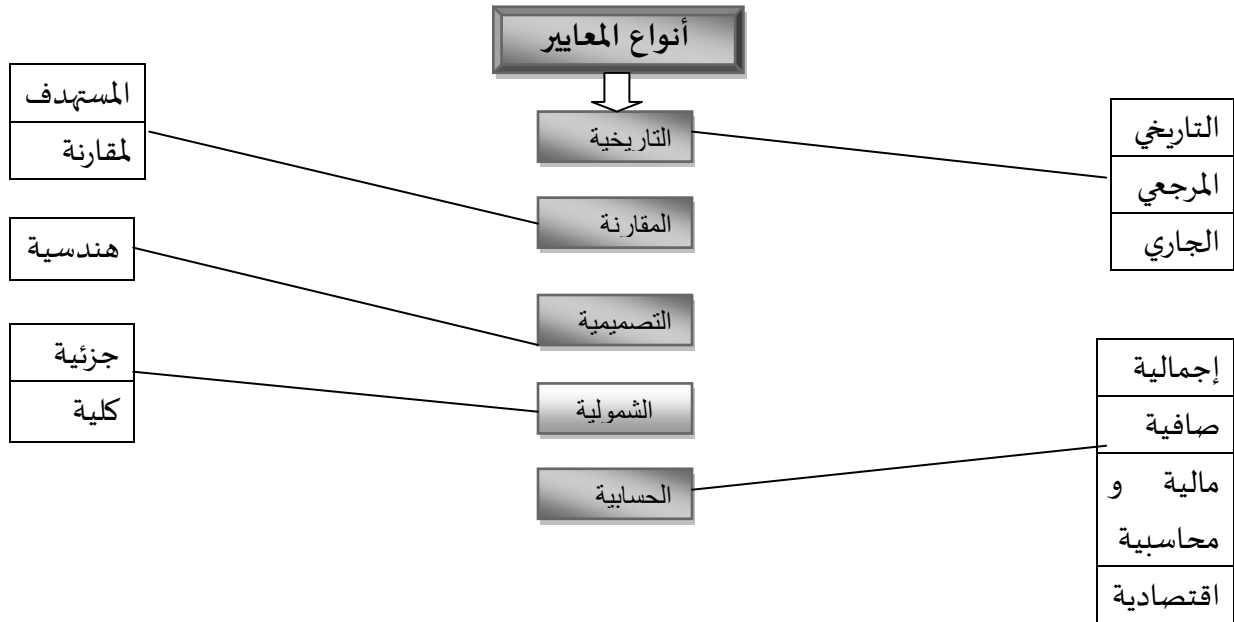 أنواع المعايير
التاريخية
المقارنة
التصميمية
الشمولية
الحسابية
التاريخي
المرجعي
الجاري
إجمالية
صافية
مالية و
محاسبية
اقتصادية
المستهدف
لمقارنة
هندسية
جزئية
كلية